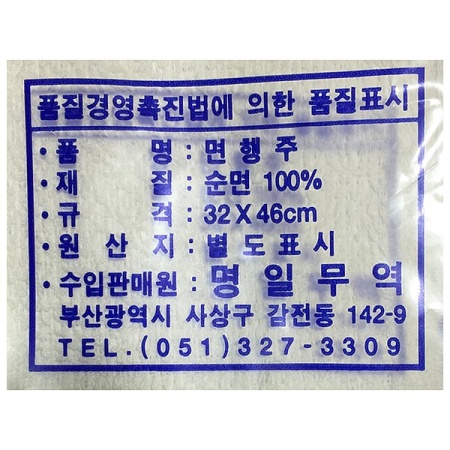 품질경영촉진법에 의한 품질표시
· 품 명 : 면 행 주
· 재 질 : 순면 100%
· 규 격 : 32 X 46cm
· 원 산 지 : 별 도 표 시
· 수입판매원 : 명 일 무 역
부산광역시 사상구 감전동 142-9
TEL.(051)327-3309